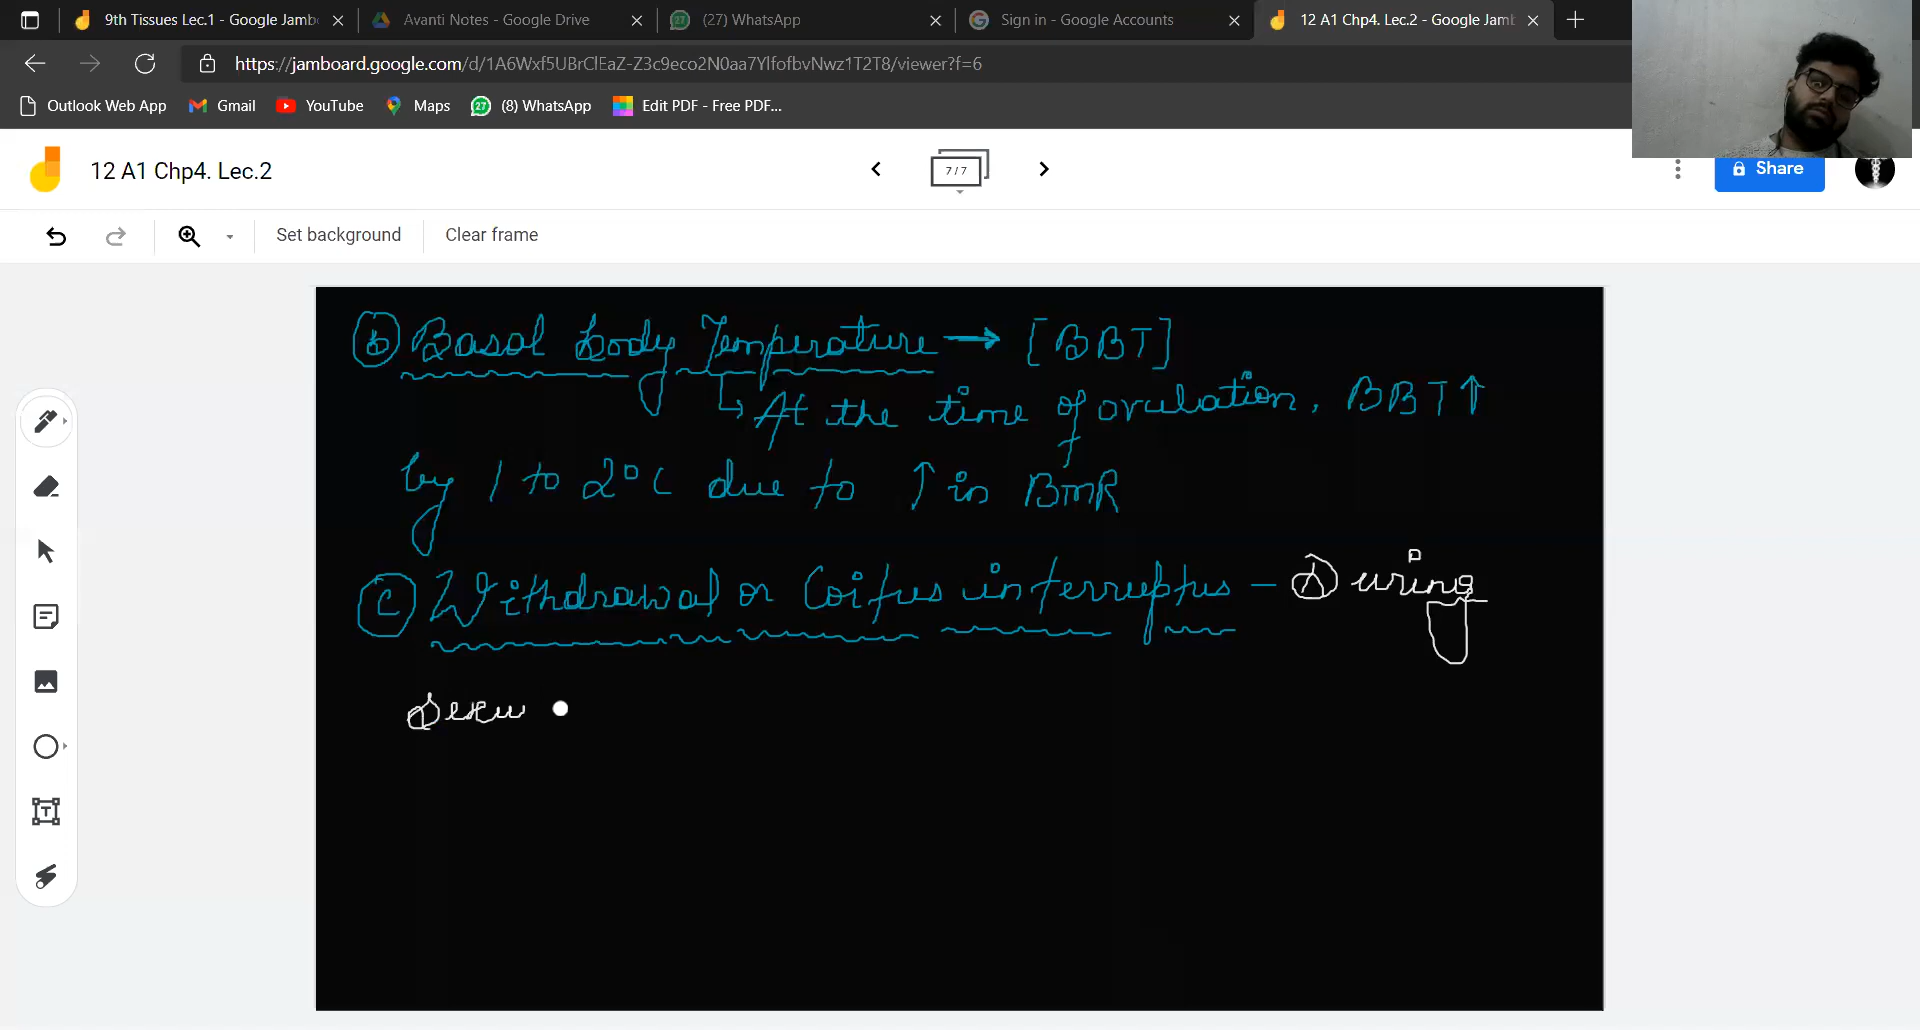 9th Tissues Lec.1 - Google Jambo
Avanti Notes - Google Drive
(27) WhatsApp
Sign in - Google Accounts
12 A1 Chp4. Lec.2 - Google Jamb
https://jamboard.google.com/d/1A6Wxf5UBrClEaZ-Z3c9eco2N0aa7YlfofbvNwz1T2T8/viewer?f=6
Outlook Web App
Gmail
YouTube
Maps
27
(8) WhatsApp
Edit PDF - Free PDF...
12 A1 Chp4. Lec.2
7 / 7
Share
Set background
Clear frame
b Basal body Temperature → [BBT]
↳ At the time of ovulation, BBT ↑
by 1 to 2°C due to ↑ in BMR
C Withdrawal or Coitus interruptus - During
Sexu